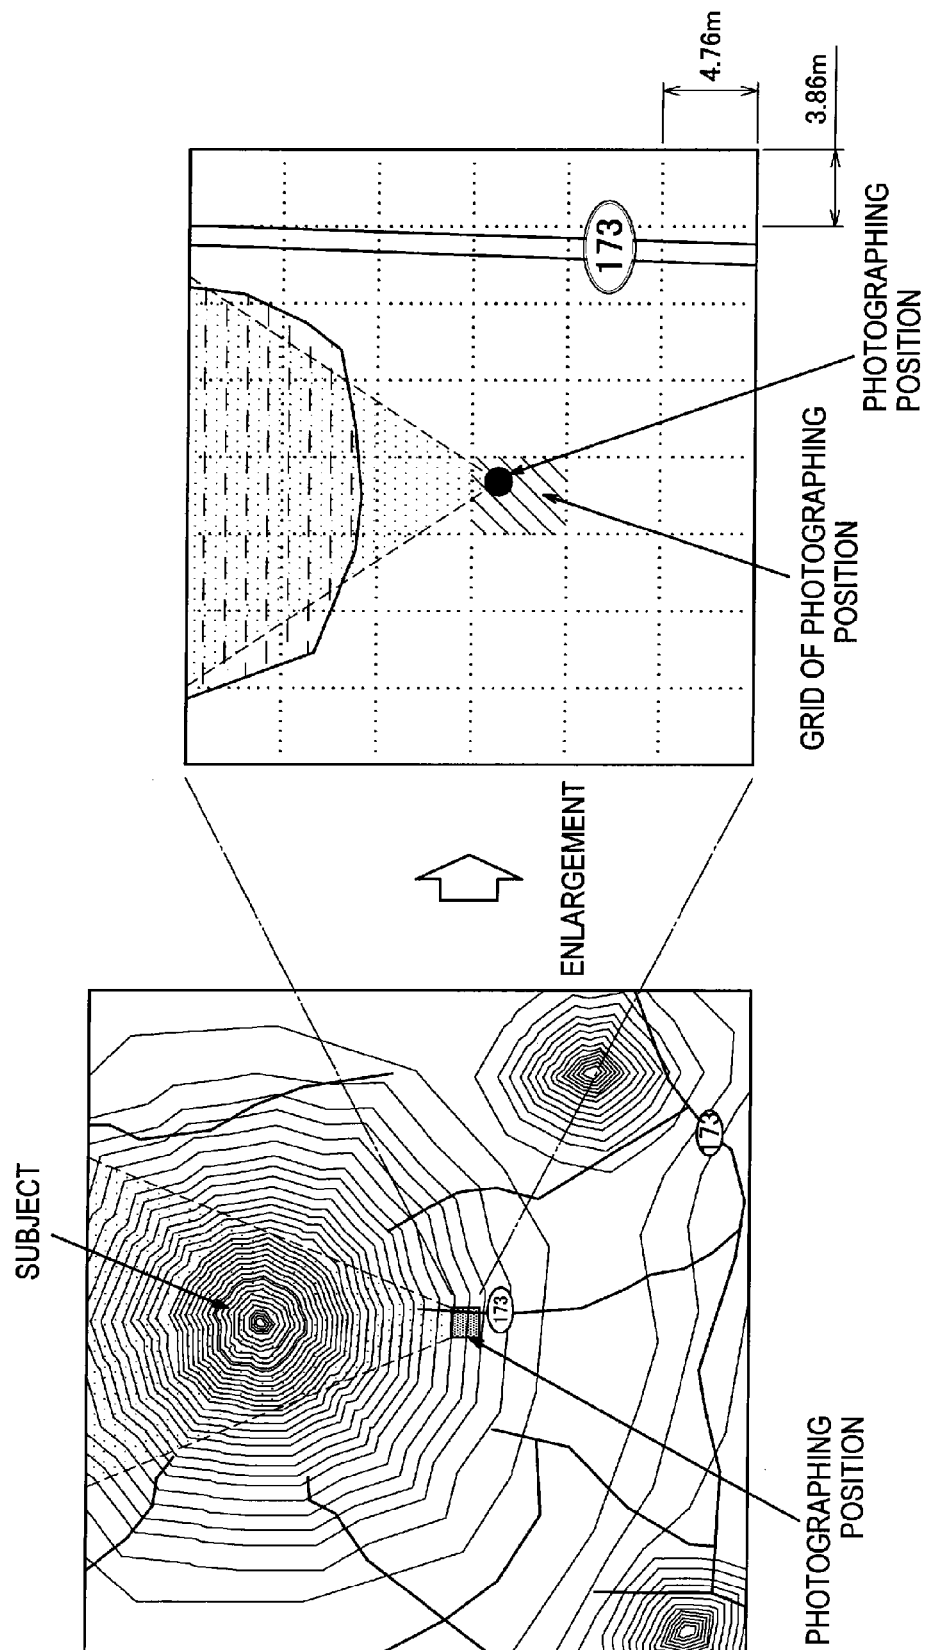 SUBJECT
173
173
PHOTOGRAPHING
POSITION
ENLARGEMENT
173
4.76m
3.86m
PHOTOGRAPHING
POSITION
GRID OF PHOTOGRAPHING
POSITION